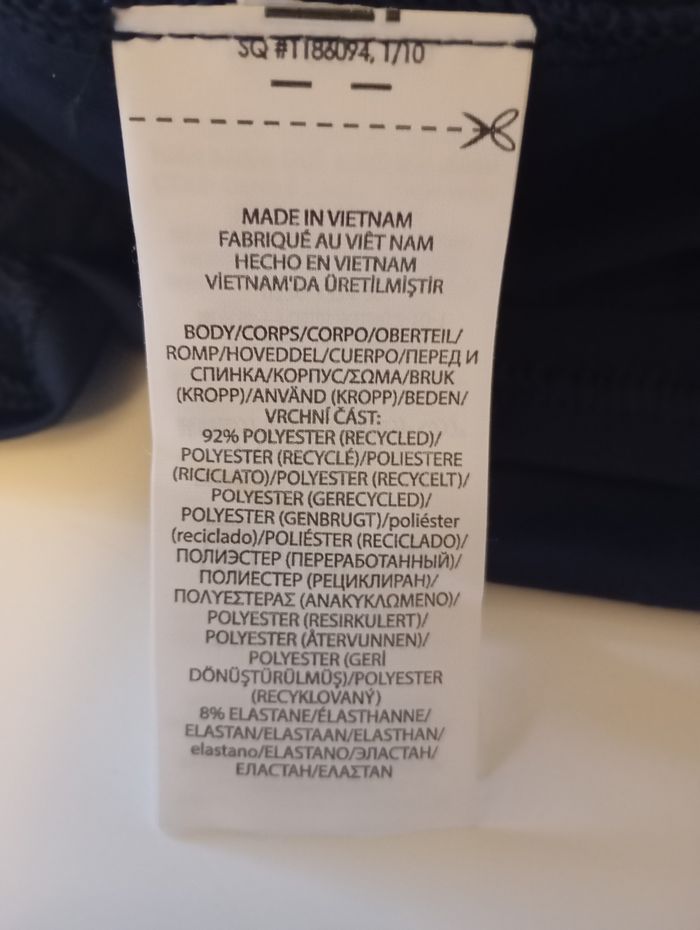 SQ #1186094, 1/10
MADE IN VIETNAM
FABRIQUÉ AU VIÊT NAM
HECHO EN VIETNAM
VİETNAM'DA ÜRETİLMİŞTİR
BODY/CORPS/CORPO/OBERTEIL/
ROMP/HOVEDDEL/CUERPO/ПЕРЕД И
СПИНКА/КОРПУС/ΣΩΜΑ/BRUK
(KROPP)/ANVÄND (KROPP)/BEDEN/
VRCHNÍ ČÁST:
92% POLYESTER (RECYCLED)/
POLYESTER (RECYCLÉ)/POLIESTERE
(RICICLATO)/POLYESTER (RECYCELT)/
POLYESTER (GERECYCLED)/
POLYESTER (GENBRUGT)/poliéster
(reciclado)/POLIÉSTER (RECICLADO)/
ПОЛИЭСТЕР (ПЕРЕРАБОТАННЫЙ)/
ПОЛИЕСТЕР (РЕЦИКЛИРАН)/
ΠΟΛΥΕΣΤΕΡΑΣ (ΑΝΑΚΥΚΛΩΜΕΝΟ)/
POLYESTER (RESIRKULERT)/
POLYESTER (ÅTERVUNNEN)/
POLYESTER (GERİ
DÖNÜŞTÜRÜLMÜŞ)/POLYESTER
(RECYKLOVANÝ)
8% ELASTANE/ÉLASTHANNE/
ELASTAN/ELASTAAN/ELASTHAN/
elastano/ELASTANO/ЭЛАСТАН/
ЕЛАСТАН/ΕΛΑΣΤΑΝ